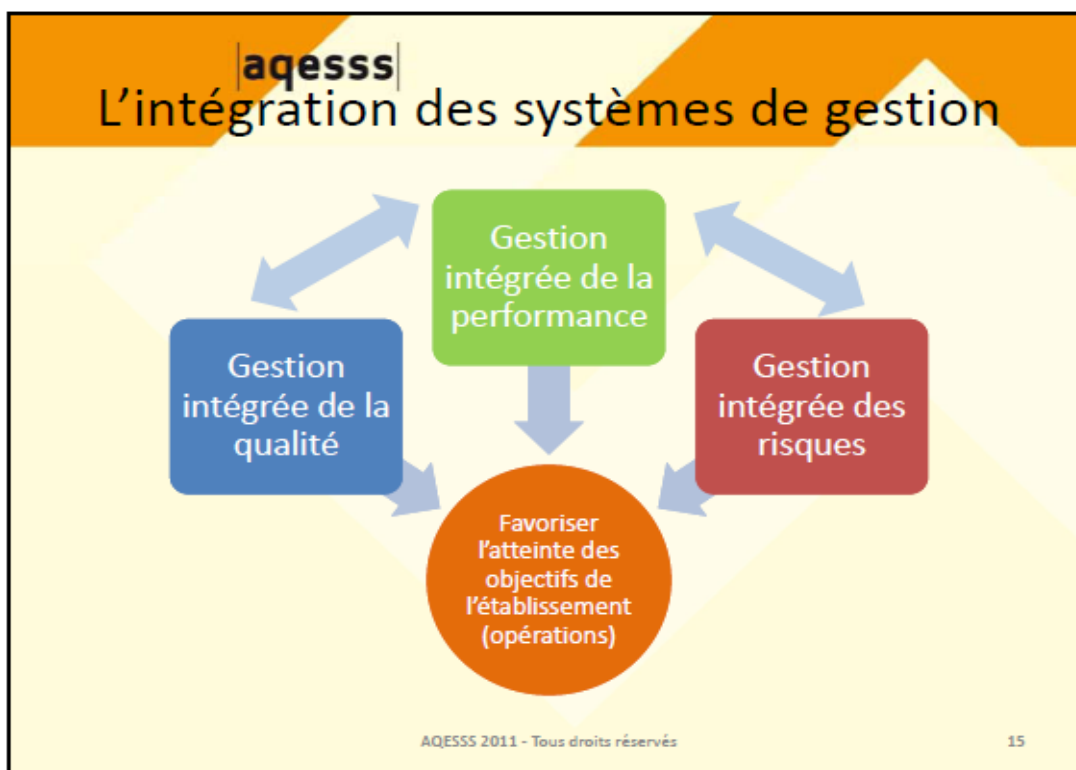 |aqesss|
L'intégration des systèmes de gestion
Gestion
intégrée de la
performance
Gestion
intégrée de la
qualité
Gestion
intégrée des
risques
Favoriser
l'atteinte des
objectifs de
l'établissement
(opérations)
AQESSS 2011 - Tous droits réservés
15